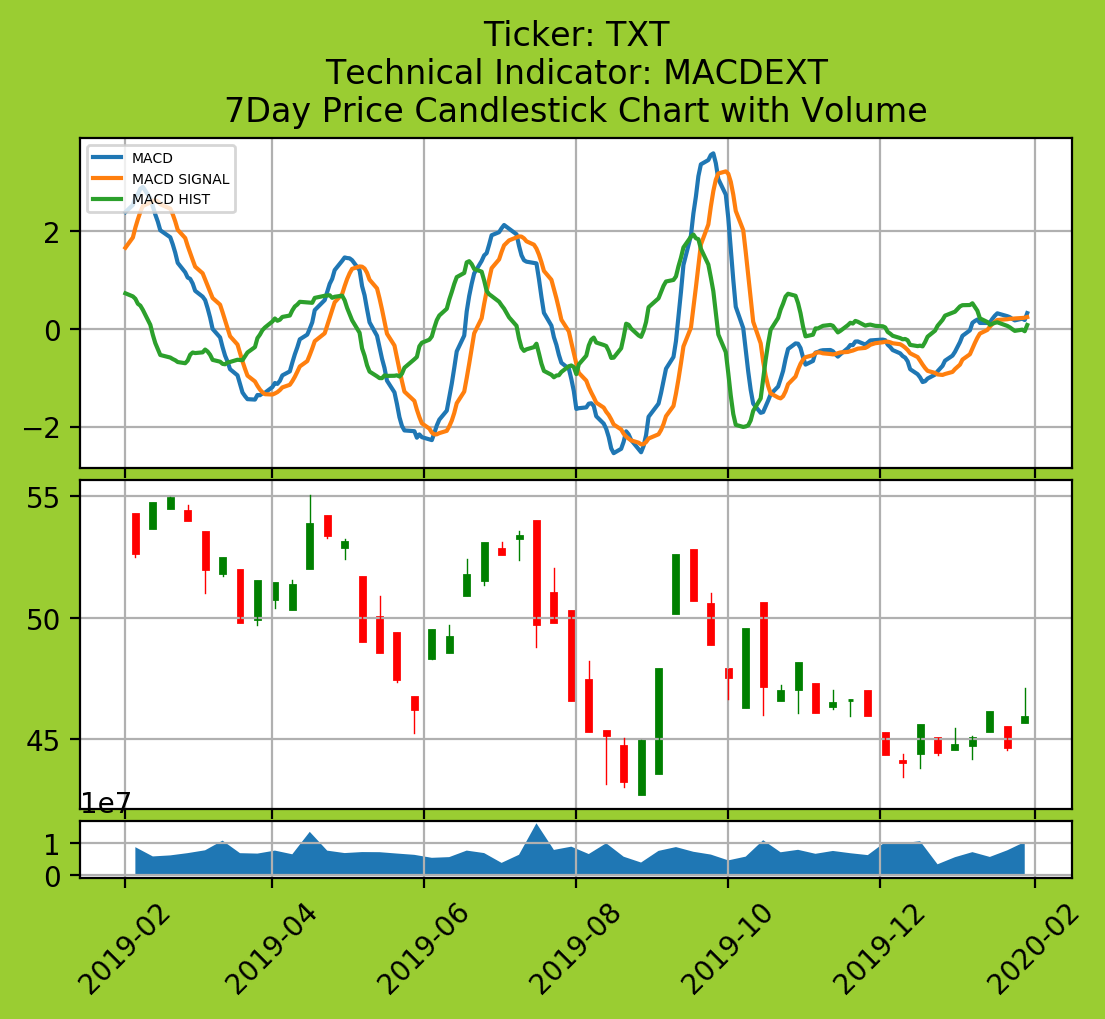 Ticker: TXT
Technical Indicator: MACDEXT
7Day Price Candlestick Chart with Volume
MACD
MACD SIGNAL
MACD HIST
2
0
−2
55
50
45
1e7
1
0
2019-02
2019-04
2019-06
2019-08
2019-10
2019-12
2020-02